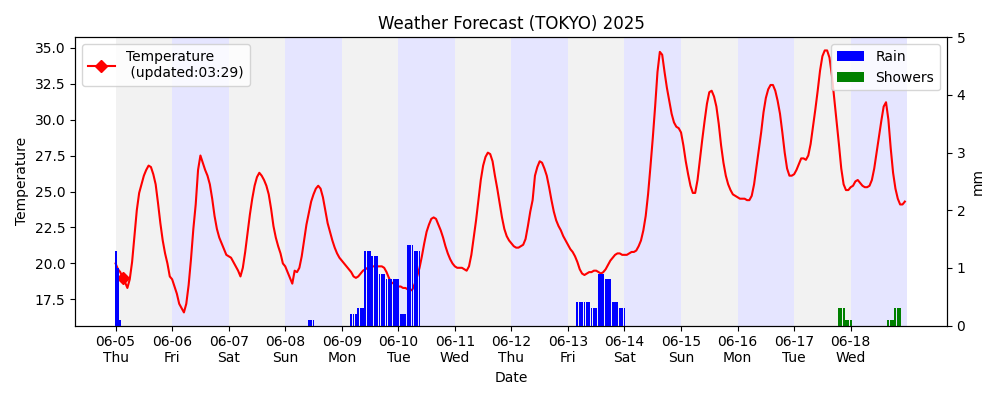 Weather Forecast (TOKYO) 2025
Temperature
(updated:03:29)
Rain
Showers
35.0
32.5
30.0
27.5
25.0
22.5
20.0
17.5
Temperature
5
4
3
2
1
0
mm
06-05 06-06 06-07 06-08 06-09 06-10 06-11 06-12 06-13 06-14 06-15 06-16 06-17 06-18
Thu Fri Sat Sun Mon Tue Wed Thu Fri Sat Sun Mon Tue Wed
Date